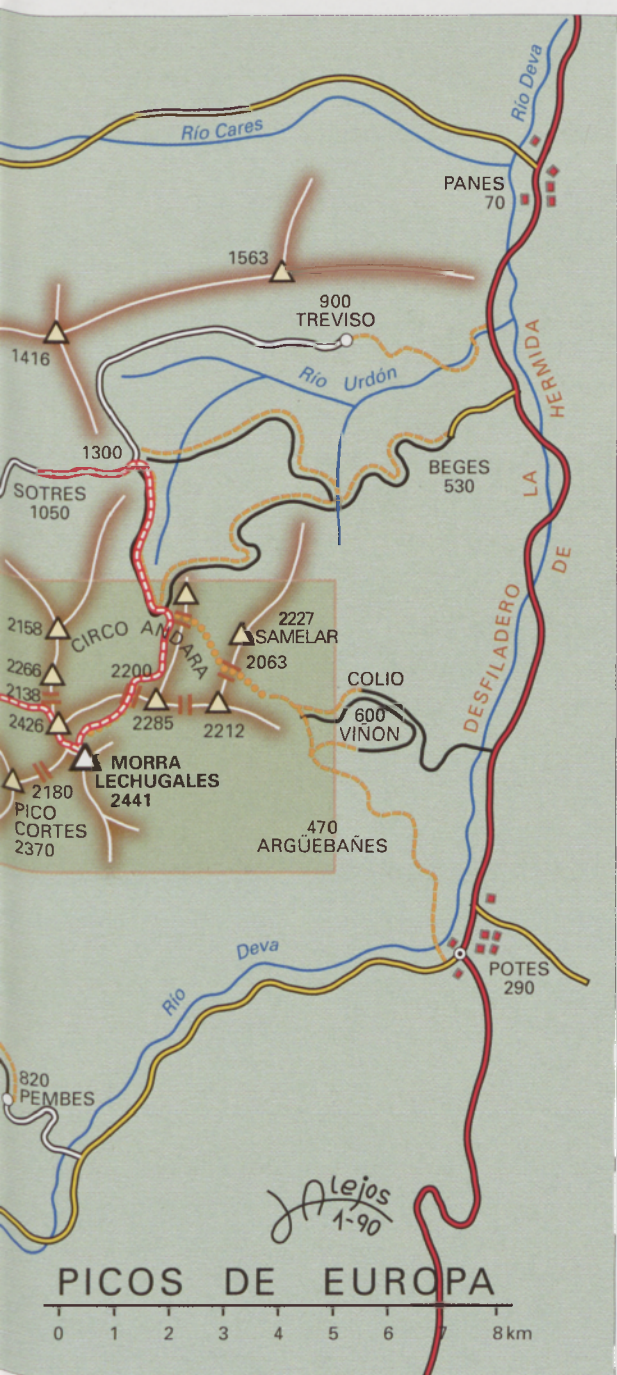 Río Deva
Río Cares
PANES
70
1563
900
TREVISO
1416
Río Urdón
HERMIDA
LA
DE
DESFILADERO
1300
SOTRES
1050
BEGES
530
2158
CIRCO ANDARA
2227
SAMELAR
2063
2266
2138
2200
2426
2285
2212
COLIO
600
VIÑON
MORRA
LECHUGALES
2441
2180
PICO
CORTES
2370
470
ARGÜEBAÑES
Río Deva
POTES
290
820
PEMBES
Alejos
1-90
PICOS DE EUROPA
0 1 2 3 4 5 6 7 8 km